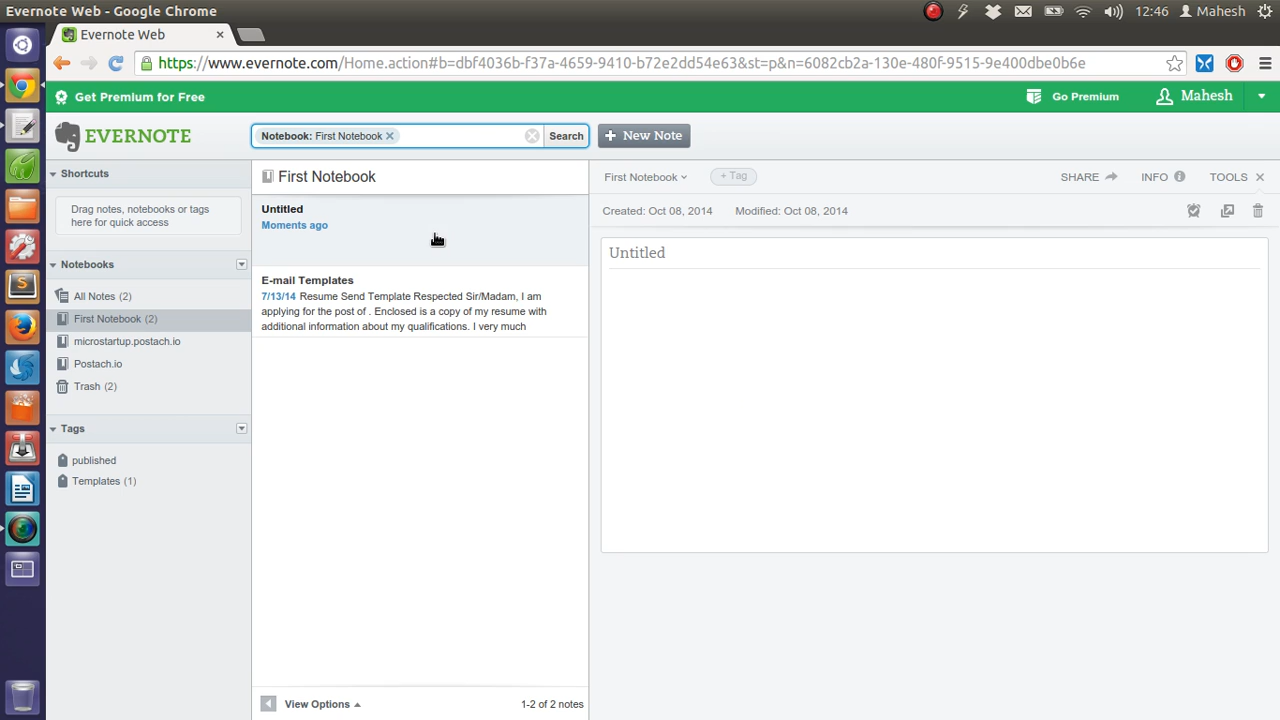 Evernote Web - Google Chrome
12:46 Mahesh
Evernote Web
https://www.evernote.com/Home.action#b=dbf4036b-f37a-4659-9410-b72e2dd54e63&st=p&n=6082cb2a-130e-480f-9515-9e400dbe0b6e
Get Premium for Free
Go Premium
Mahesh
EVERNOTE
Notebook: First Notebook
Search
+ New Note
Shortcuts
Drag notes, notebooks or tags
here for quick access
Notebooks
All Notes (2)
First Notebook (2)
microstartup.postach.io
Postach.io
Trash (2)
Tags
published
Templates (1)
First Notebook
Untitled
Moments ago
E-mail Templates
7/13/14 Resume Send Template Respected Sir/Madam, I am
applying for the post of . Enclosed is a copy of my resume with
additional information about my qualifications. I very much
View Options
1-2 of 2 notes
First Notebook
+ Tag
SHARE
INFO
TOOLS
Created: Oct 08, 2014
Modified: Oct 08, 2014
Untitled